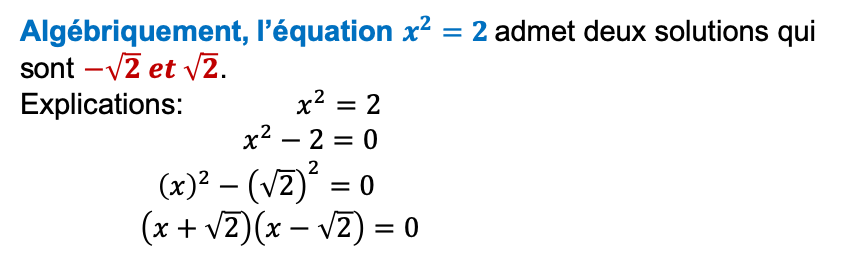 Algébriquement, l’équation x² = 2 admet deux solutions qui
sont −√2 et √2.
Explications: x² = 2
x² − 2 = 0
(x)² − (√2)² = 0
(x + √2)(x − √2) = 0